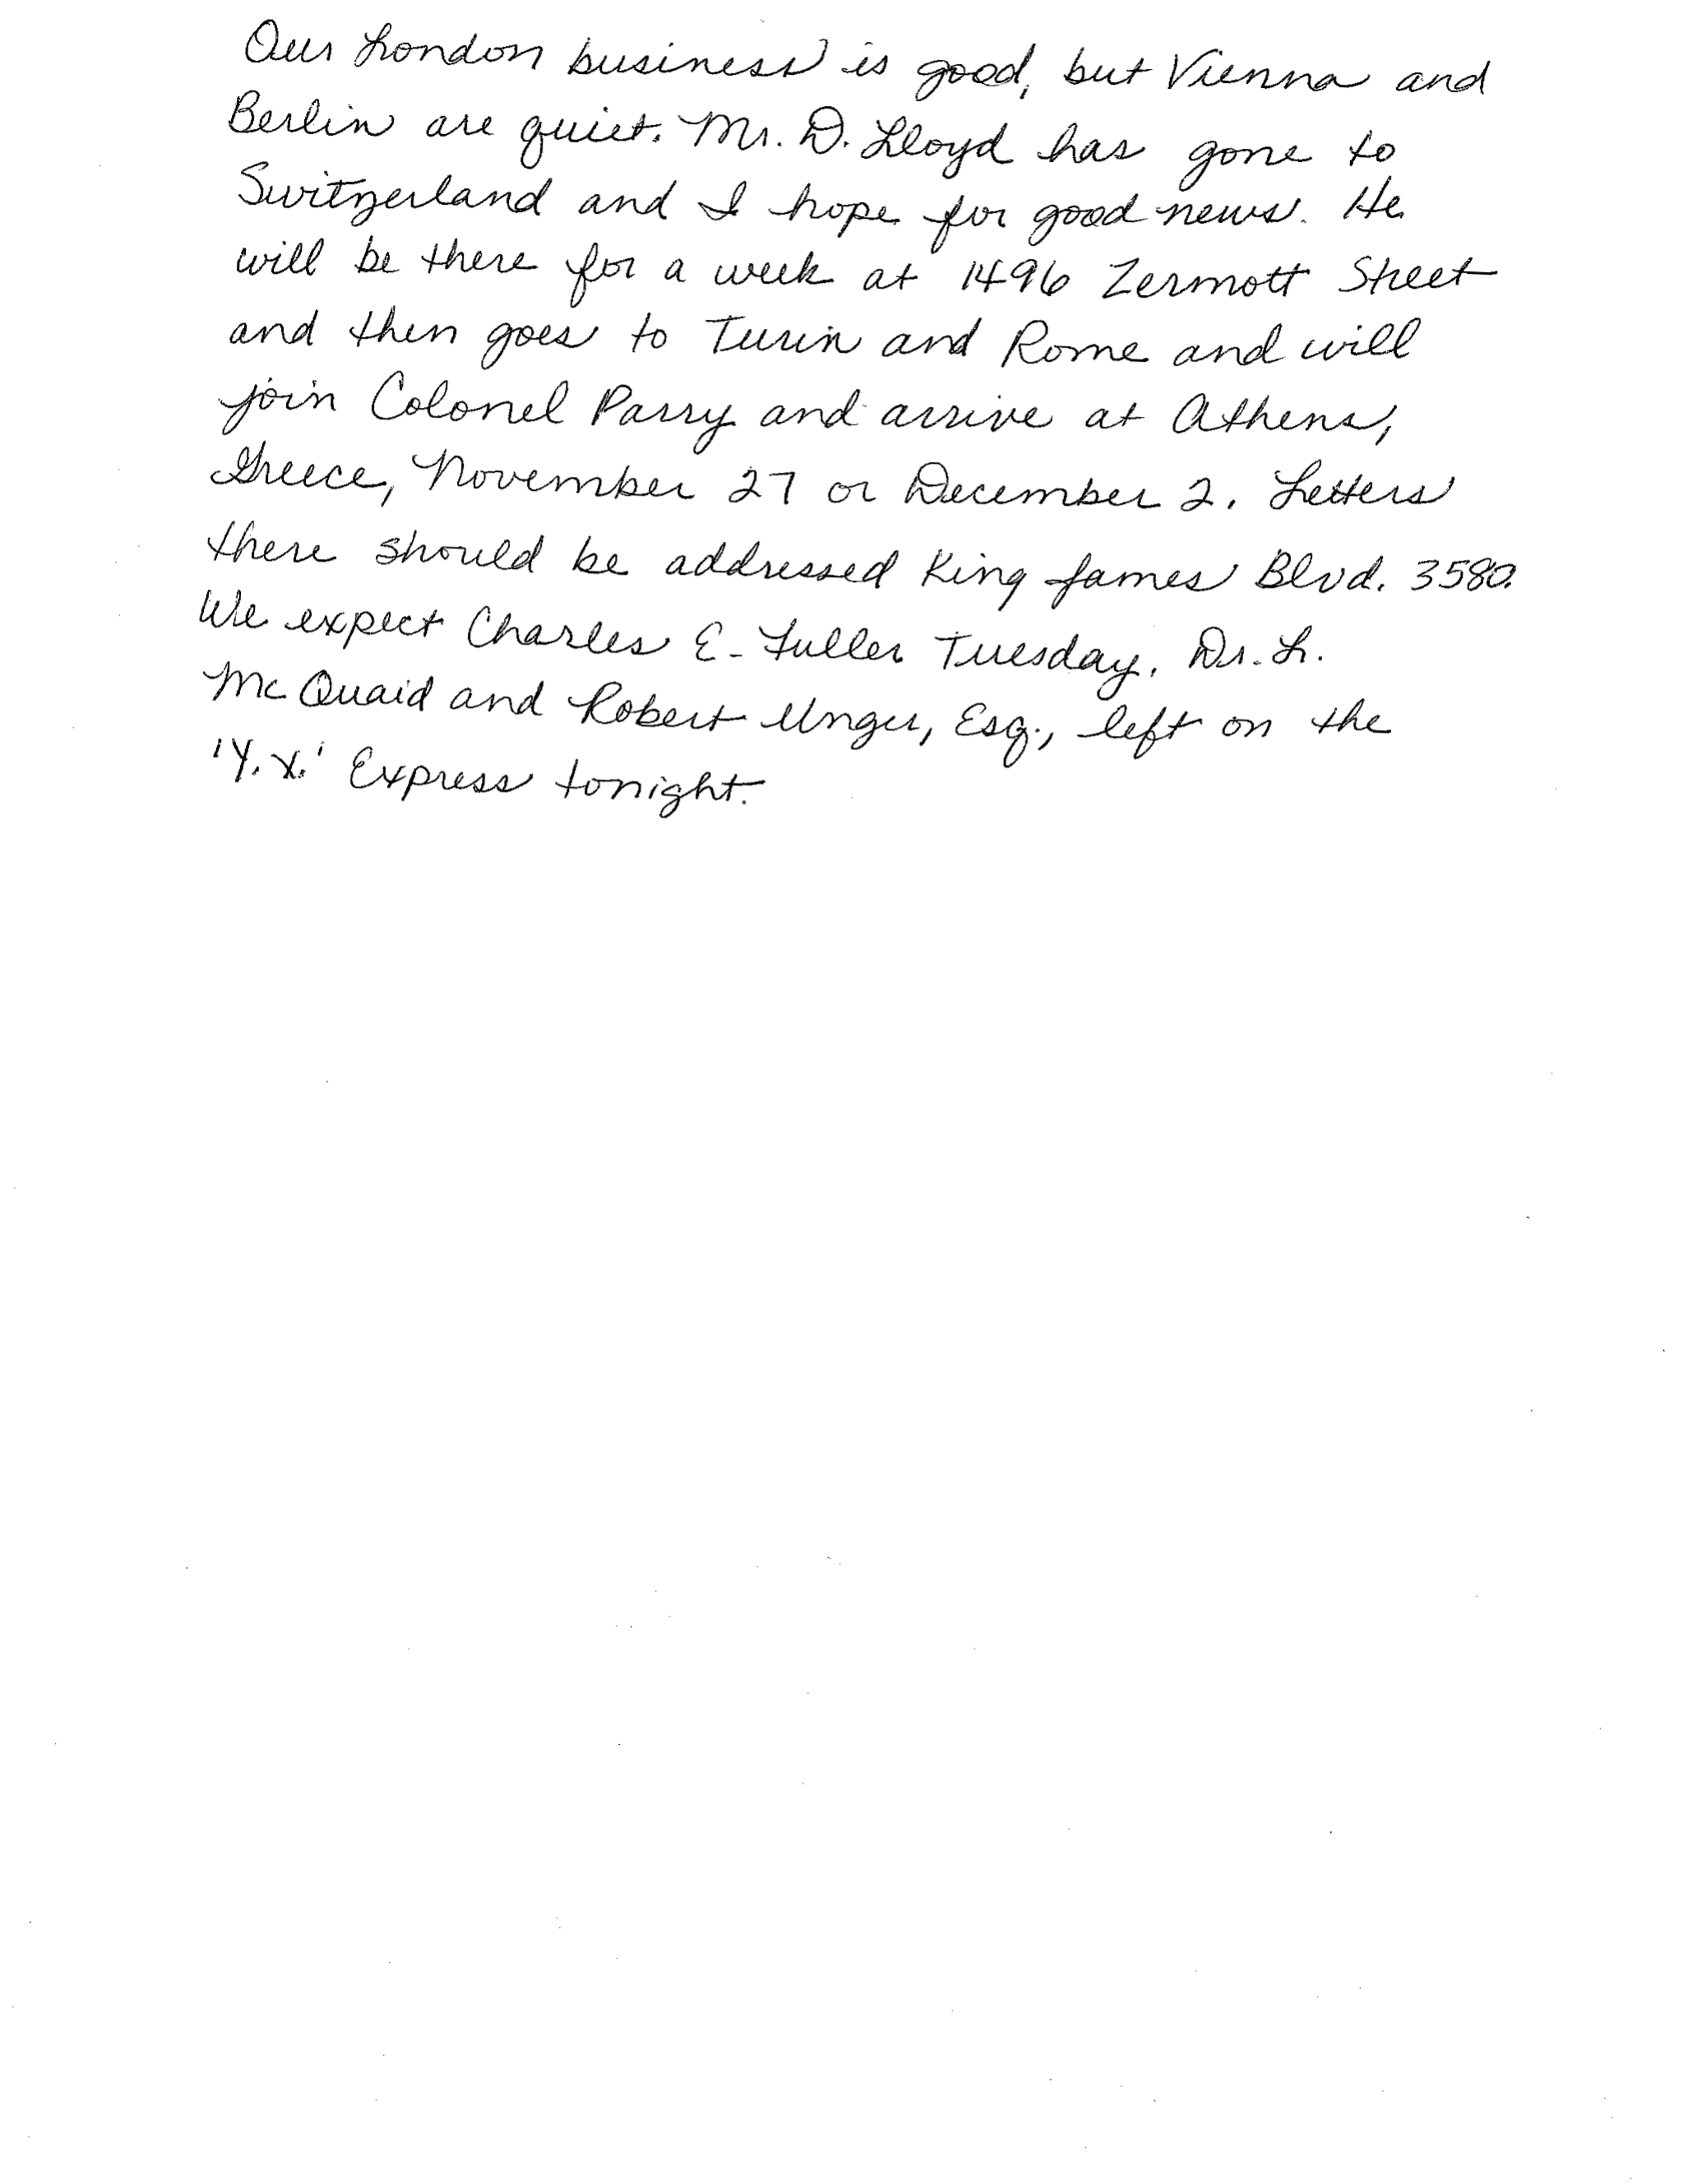 Our London business is good, but Vienna and
Berlin are quiet. Mr. D. Lloyd has gone to
Switzerland and I hope for good news. He
will be there for a week at 1496 Zermott Street
and then goes to Turin and Rome and will
join Colonel Parry and arrive at Athens,
Greece, November 27 or December 2. Letters
there should be addressed King James Blvd. 3580.
We expect Charles E. Fuller Tuesday. Dr. L.
McQuaid and Robert Unger, Esq., left on the
'Y.X.' Express tonight.